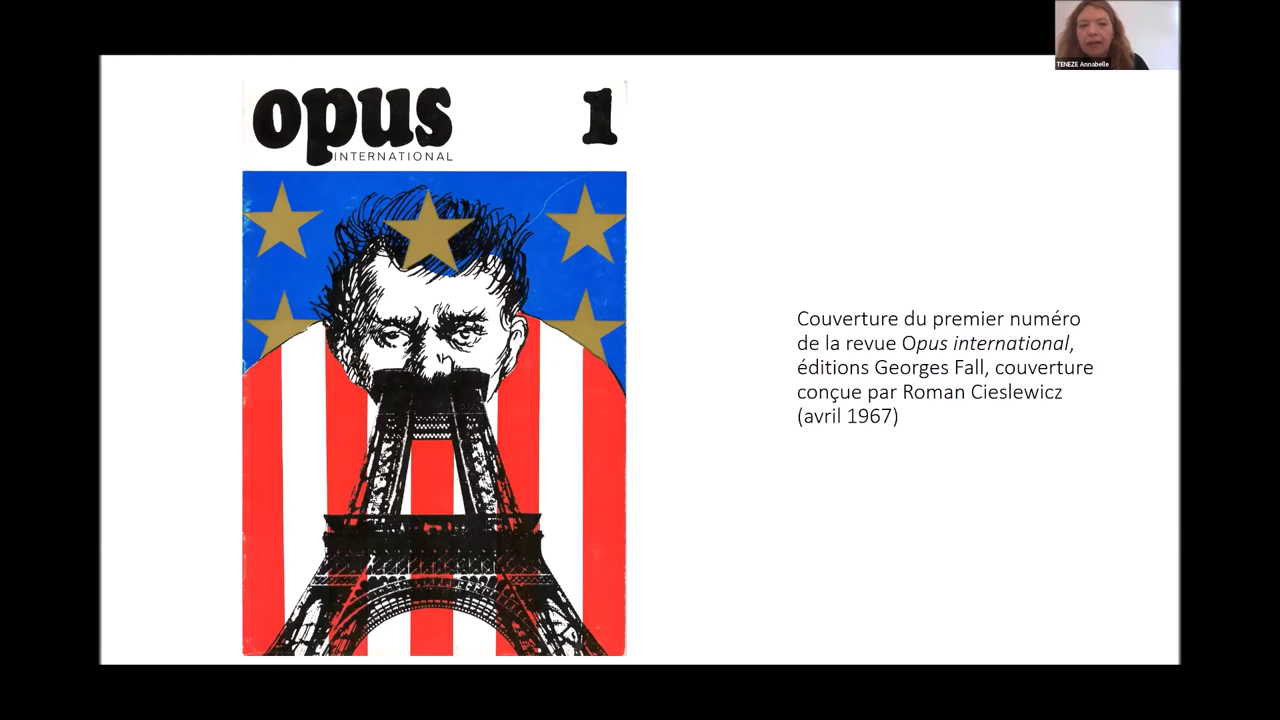 TENEZE Annabelle
opus 1
INTERNATIONAL
Couverture du premier numéro
de la revue Opus international,
éditions Georges Fall, couverture
conçue par Roman Cieslewicz
(avril 1967)